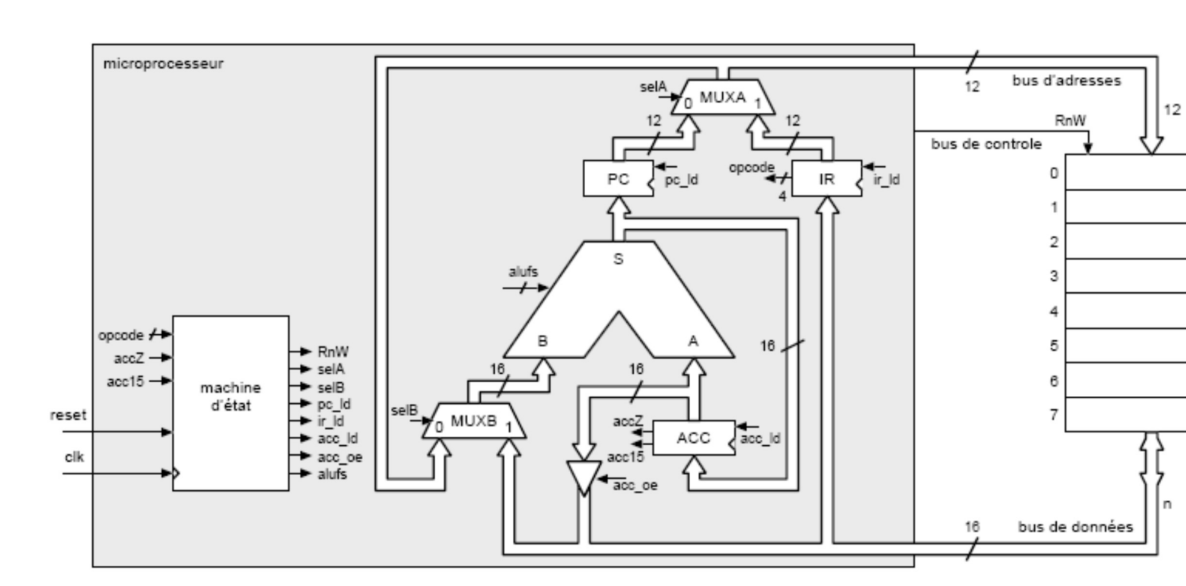 microprocesseur
bus d'adresses
12
12
RnW
bus de controle
selA
MUXA
0
1
12
12
PC
pc_ld
opcode
4
IR
ir_ld
0
1
2
3
4
5
6
7
S
alufs
B
A
16
16
16
opcode
accZ
acc15
reset
clk
machine
d'état
RnW
selA
selB
pc_ld
ir_ld
acc_ld
acc_oe
alufs
selB
MUXB
0
1
accZ
acc15
ACC
acc_ld
acc_oe
n
16
bus de données